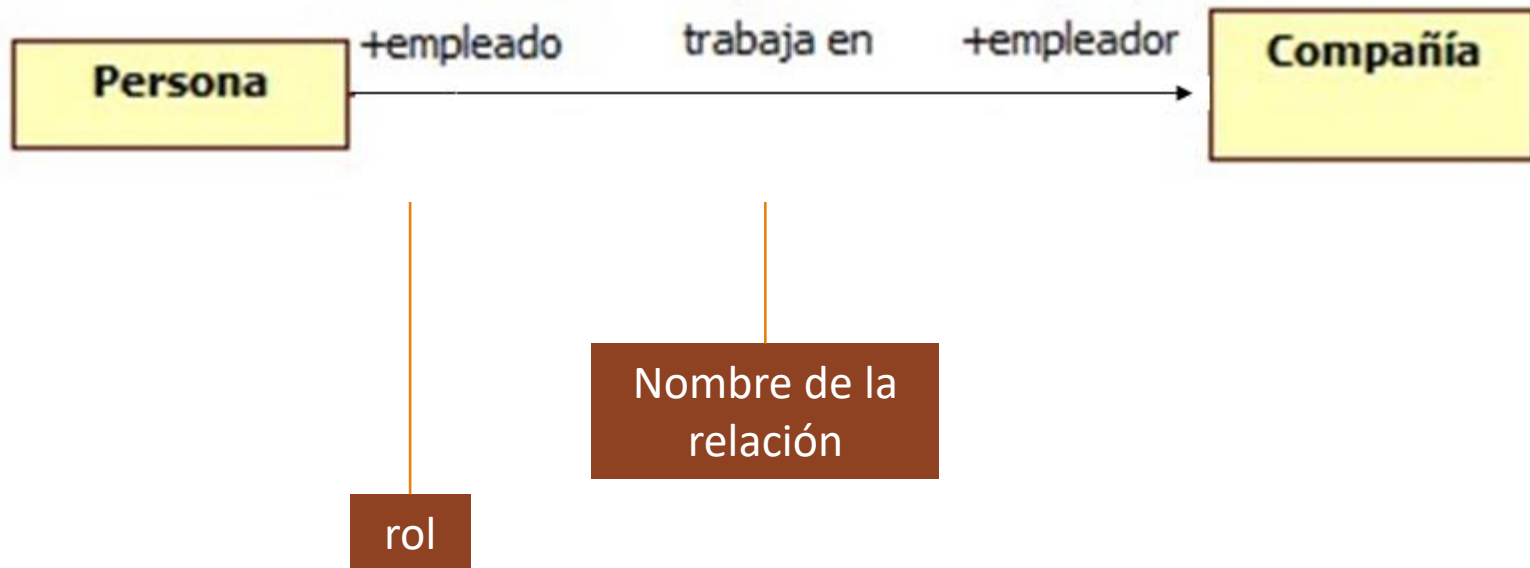 Persona
+empleado
trabaja en
+empleador
Compañía
Nombre de la
relación
rol